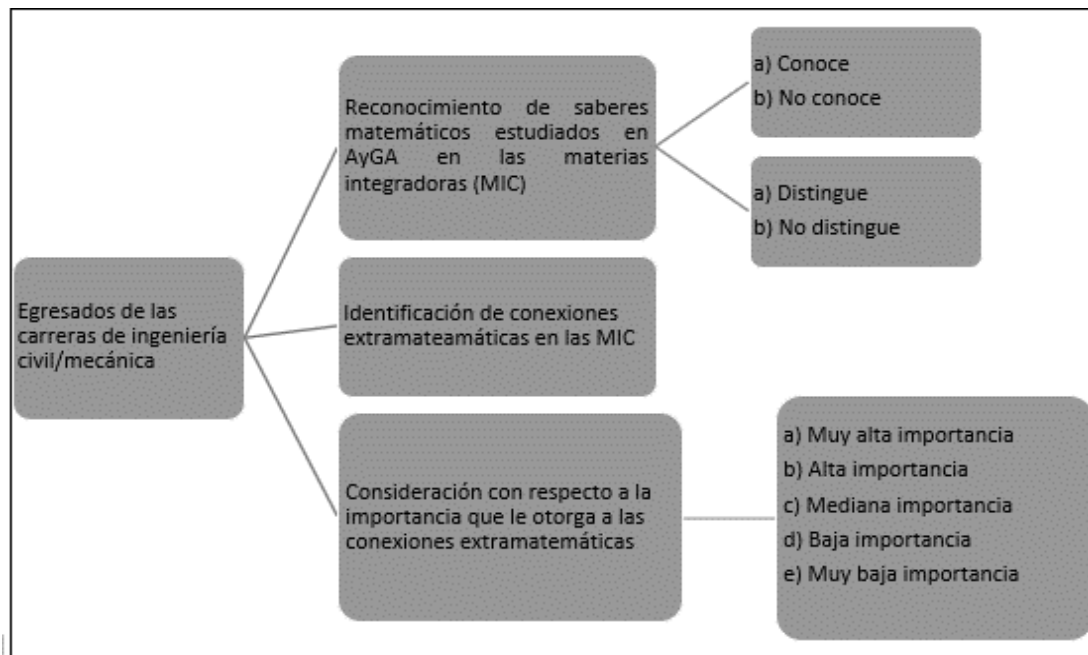 Egresados de las
carreras de ingeniería
civil/mecánica
Reconocimiento de saberes
matemáticos estudiados en
AyGA en las materias
integradoras (MIC)
a) Conoce
b) No conoce
a) Distingue
b) No distingue
Identificación de conexiones
extramateamáticas en las MIC
Consideración con respecto a la
importancia que le otorga a las
conexiones extramatemáticas
a) Muy alta importancia
b) Alta importancia
c) Mediana importancia
d) Baja importancia
e) Muy baja importancia